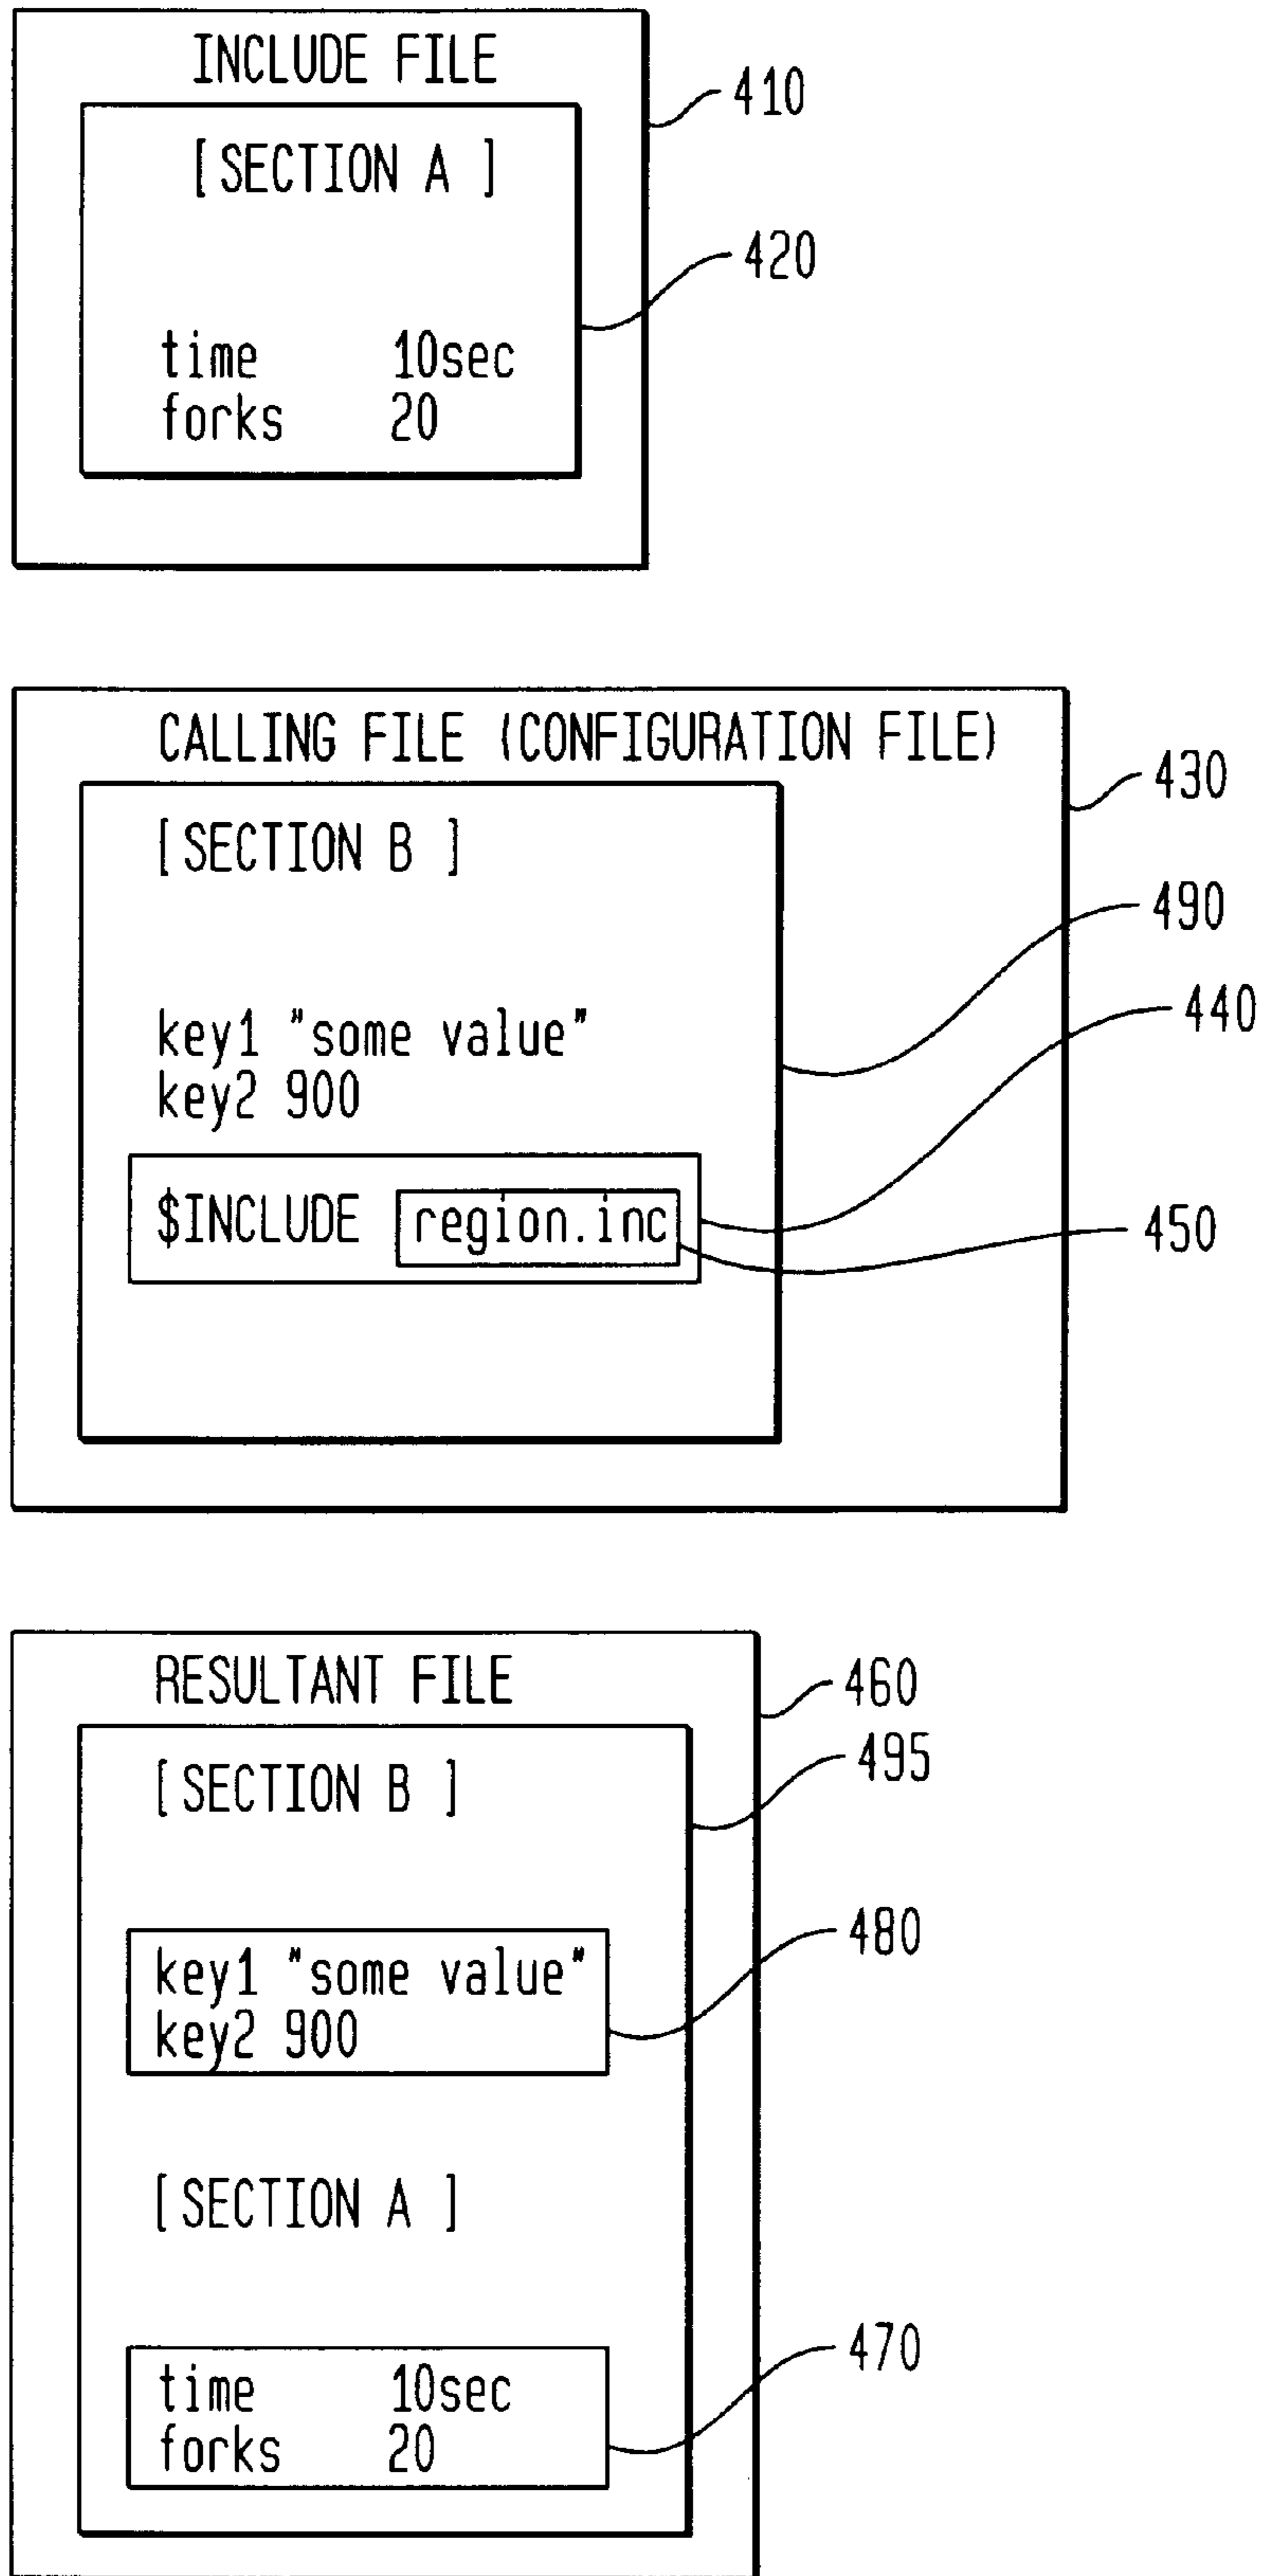 INCLUDE FILE
410
[ SECTION A ]
420
time 10sec
forks 20
CALLING FILE (CONFIGURATION FILE)
430
[ SECTION B ]
490
440
key1 "some value"
key2 900
$INCLUDE region.inc
450
RESULTANT FILE
460
495
[ SECTION B ]
480
key1 "some value"
key2 900
[ SECTION A ]
470
time 10sec
forks 20